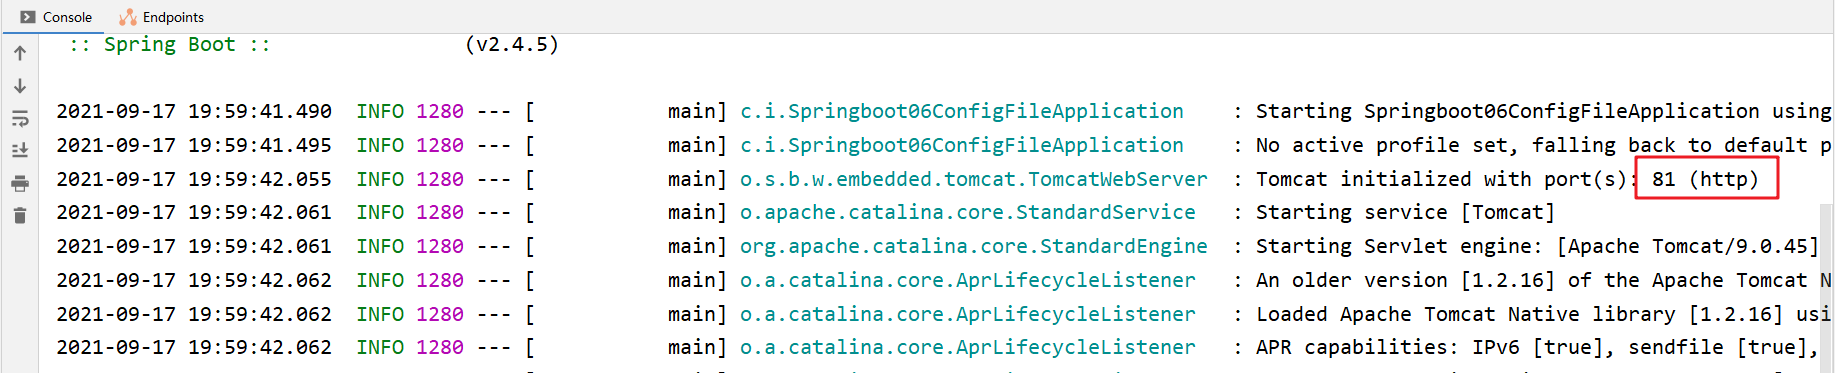 Console Endpoints
:: Spring Boot :: (v2.4.5)
2021-09-17 19:59:41.490 INFO 1280 --- [ main] c.i.Springboot06ConfigFileApplication : Starting Springboot06ConfigFileApplication using
2021-09-17 19:59:41.495 INFO 1280 --- [ main] c.i.Springboot06ConfigFileApplication : No active profile set, falling back to default p
2021-09-17 19:59:42.055 INFO 1280 --- [ main] o.s.b.w.embedded.tomcat.TomcatWebServer : Tomcat initialized with port(s): 81 (http)
2021-09-17 19:59:42.061 INFO 1280 --- [ main] o.apache.catalina.core.StandardService : Starting service [Tomcat]
2021-09-17 19:59:42.061 INFO 1280 --- [ main] org.apache.catalina.core.StandardEngine : Starting Servlet engine: [Apache Tomcat/9.0.45]
2021-09-17 19:59:42.062 INFO 1280 --- [ main] o.a.catalina.core.AprLifecycleListener : An older version [1.2.16] of the Apache Tomcat N
2021-09-17 19:59:42.062 INFO 1280 --- [ main] o.a.catalina.core.AprLifecycleListener : Loaded Apache Tomcat Native library [1.2.16] usi
2021-09-17 19:59:42.062 INFO 1280 --- [ main] o.a.catalina.core.AprLifecycleListener : APR capabilities: IPv6 [true], sendfile [true],